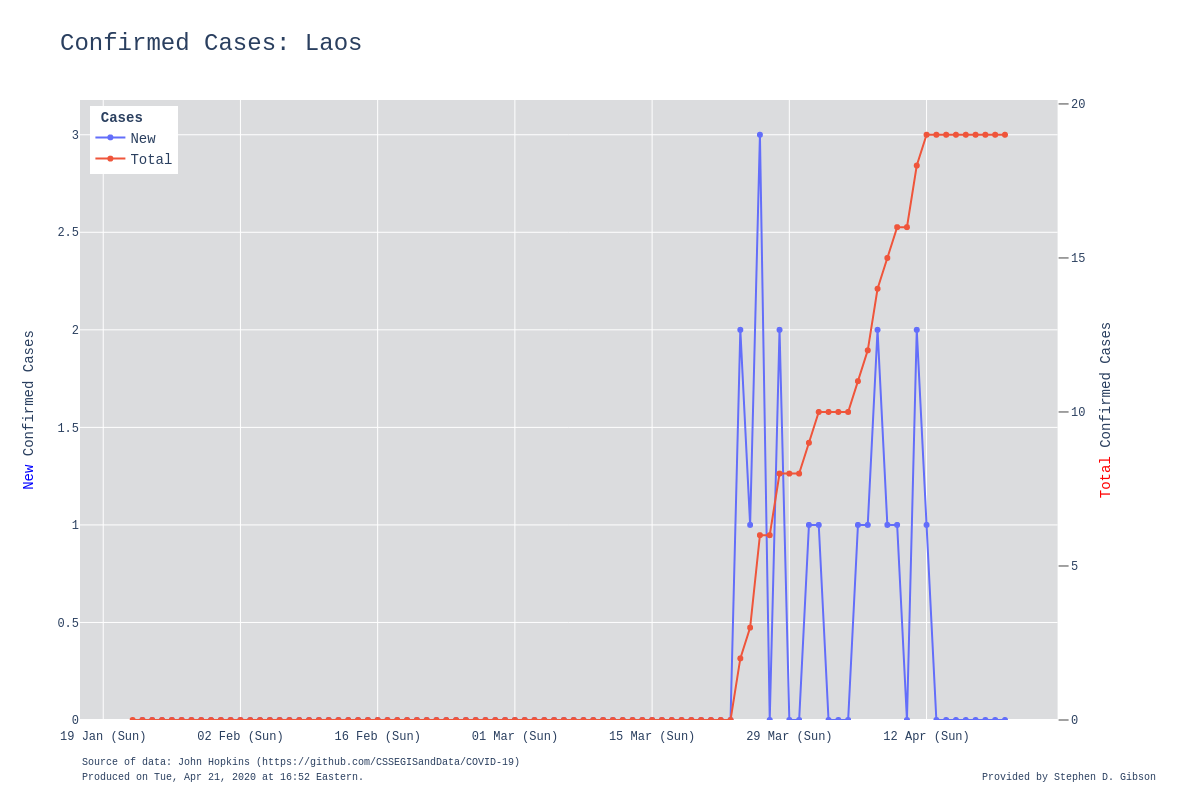 Confirmed Cases: Laos
Cases
New
Total
3
2.5
2
1.5
1
0.5
0
20
15
10
5
0
New Confirmed Cases
Total Confirmed Cases
19 Jan (Sun) 02 Feb (Sun) 16 Feb (Sun) 01 Mar (Sun) 15 Mar (Sun) 29 Mar (Sun) 12 Apr (Sun)
Source of data: John Hopkins (https://github.com/CSSEGISandData/COVID-19)
Produced on Tue, Apr 21, 2020 at 16:52 Eastern.
Provided by Stephen D. Gibson